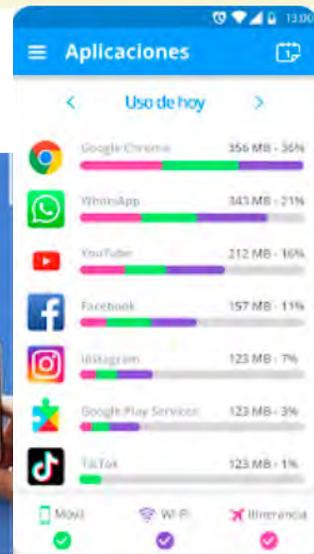 13:00
Aplicaciones
1
Uso de hoy
Google Chrome 356 MB - 36%
WhatsApp 343 MB - 21%
YouTube 212 MB - 16%
Facebook 157 MB - 11%
Instagram 123 MB - 7%
Google Play Services 123 MB - 3%
TikTok 123 MB - 1%
Móvil Wi-Fi Itinerancia